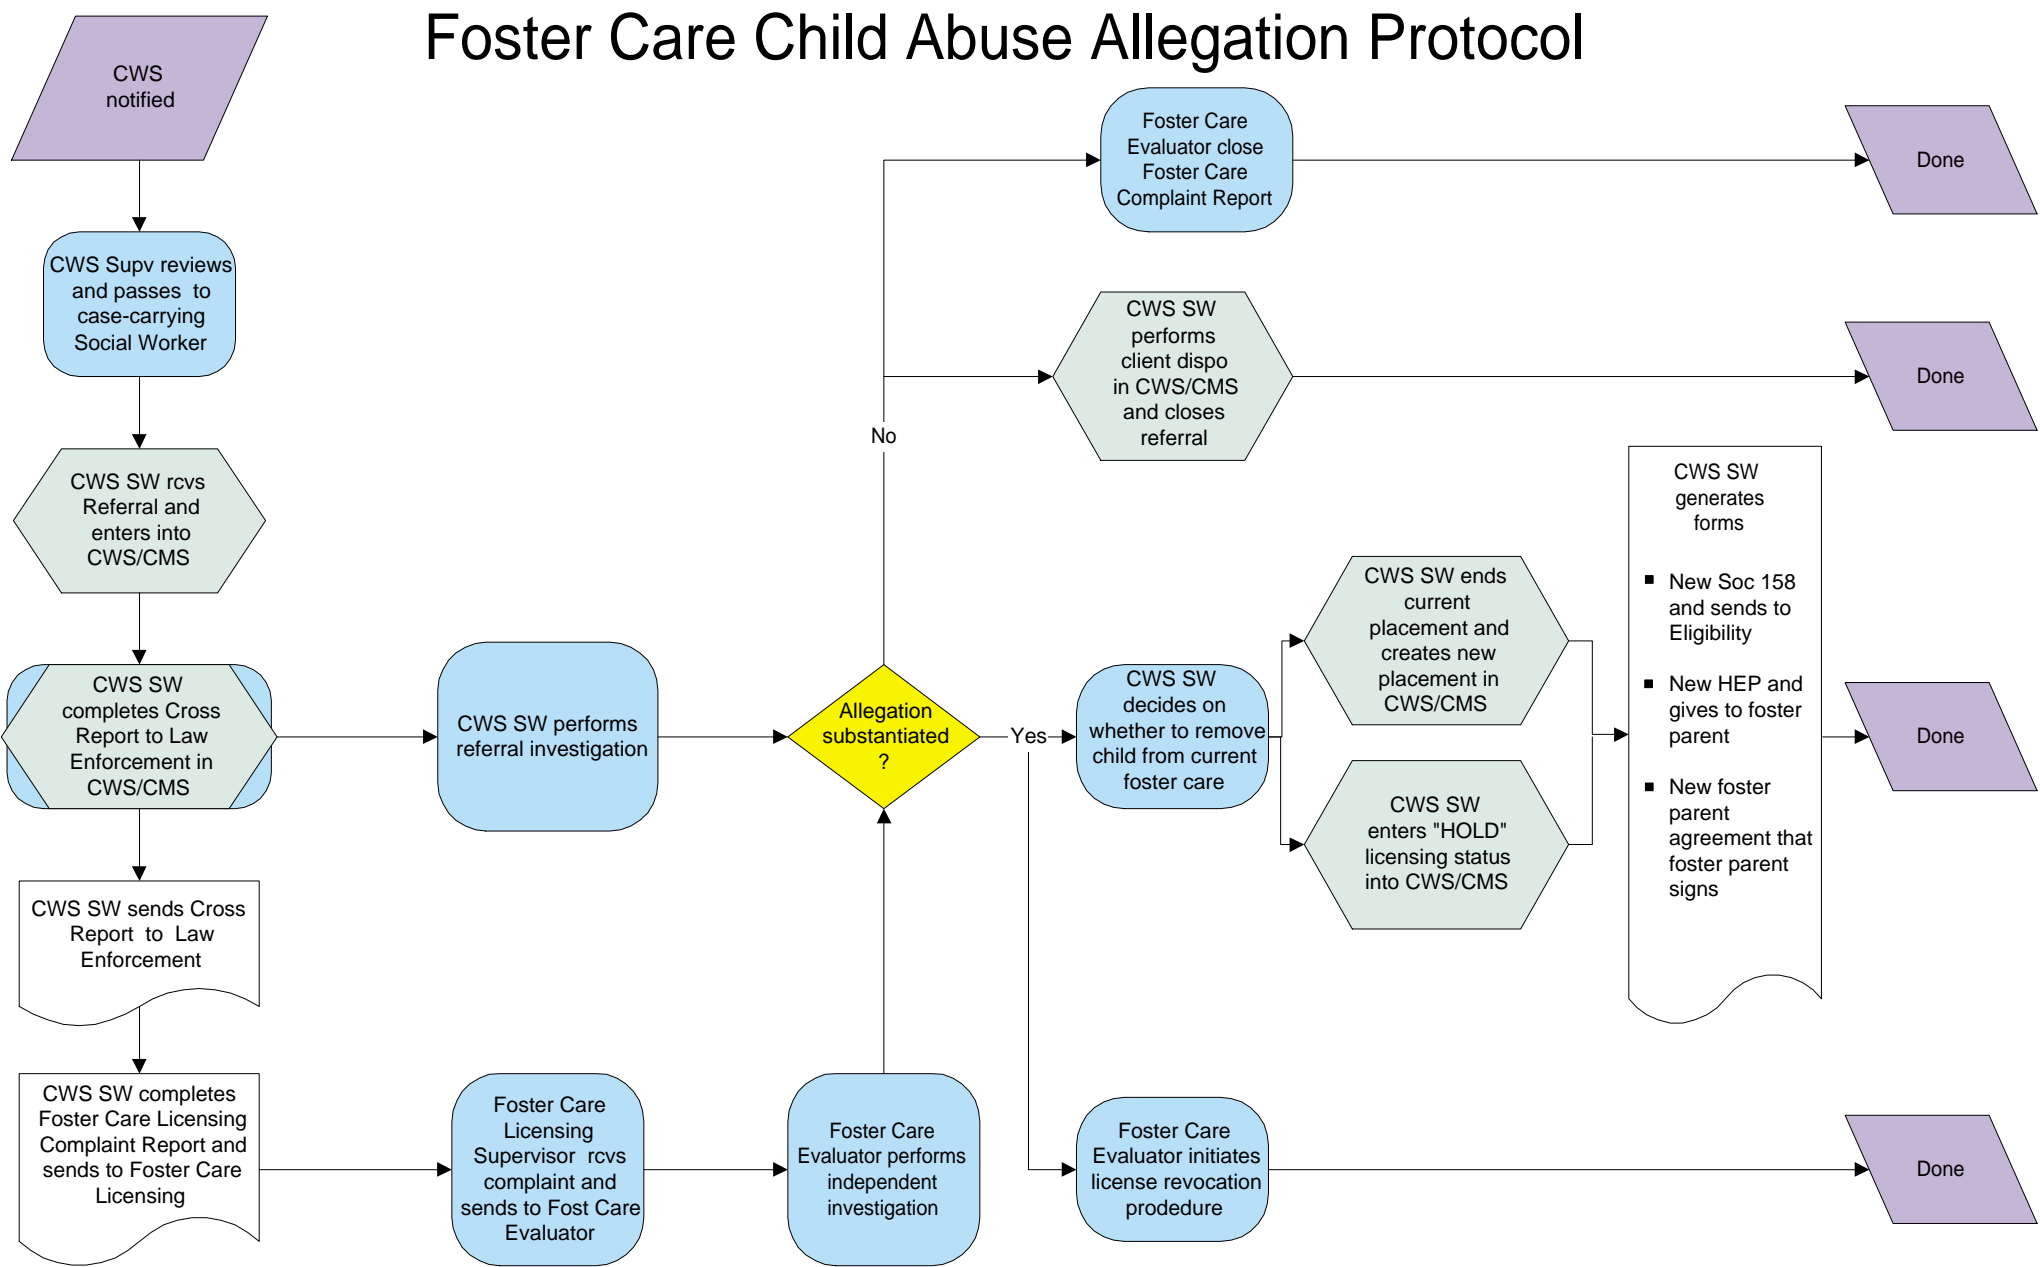 Foster Care Child Abuse Allegation Protocol
CWS
notified
CWS Supv reviews
and passes to
case-carrying
Social Worker
CWS SW rcvs
Referral and
enters into
CWS/CMS
CWS SW
completes Cross
Report to Law
Enforcement in
CWS/CMS
CWS SW sends Cross
Report to Law
Enforcement
CWS SW completes
Foster Care Licensing
Complaint Report and
sends to Foster Care
Licensing
CWS SW performs
referral investigation
Foster Care
Licensing
Supervisor rcvs
complaint and
sends to Fost Care
Evaluator
Foster Care
Evaluator performs
independent
investigation
Allegation
substantiated
?
No
Yes
Foster Care
Evaluator close
Foster Care
Complaint Report
Done
CWS SW
performs
client dispo
in CWS/CMS
and closes
referral
Done
CWS SW
decides on
whether to remove
child from current
foster care
CWS SW ends
current
placement and
creates new
placement in
CWS/CMS
CWS SW
enters "HOLD"
licensing status
into CWS/CMS
CWS SW
generates
forms
▪ New Soc 158
and sends to
Eligibility
▪ New HEP and
gives to foster
parent
▪ New foster
parent
agreement that
foster parent
signs
Done
Foster Care
Evaluator initiates
license revocation
prodedure
Done